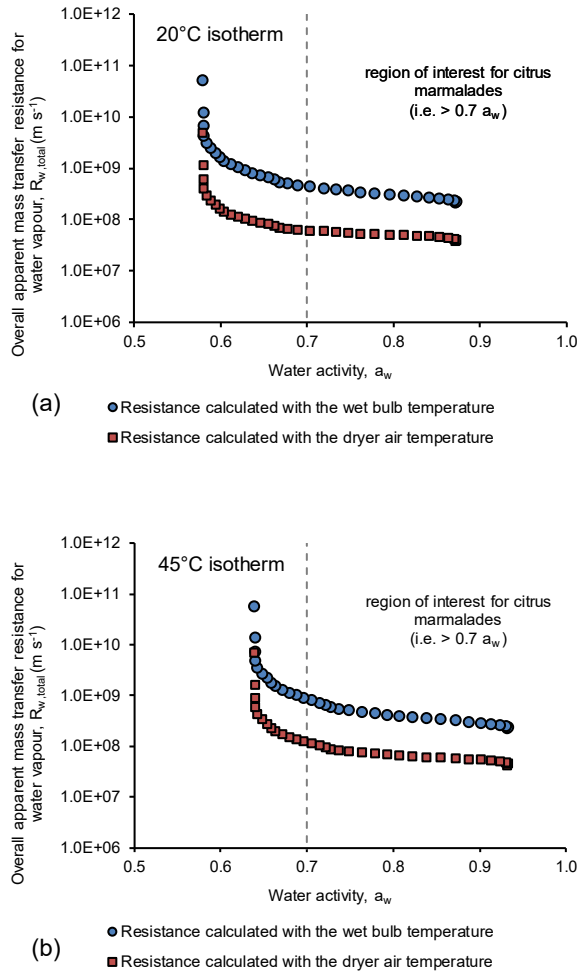 1.0E+12
1.0E+11
1.0E+10
1.0E+09
1.0E+08
1.0E+07
1.0E+06
Overall apparent mass transfer resistance for
water vapour, Rw,total (m s-1)
20°C isotherm
region of interest for citrus
marmalades
(i.e. > 0.7 aw)
0.5 0.6 0.7 0.8 0.9 1.0
Water activity, aw
(a)
Resistance calculated with the wet bulb temperature
Resistance calculated with the dryer air temperature
1.0E+12
1.0E+11
1.0E+10
1.0E+09
1.0E+08
1.0E+07
1.0E+06
Overall apparent mass transfer resistance for
water vapour, Rw,total (m s-1)
45°C isotherm
region of interest for citrus
marmalades
(i.e. > 0.7 aw)
0.5 0.6 0.7 0.8 0.9 1.0
Water activity, aw
(b)
Resistance calculated with the wet bulb temperature
Resistance calculated with the dryer air temperature